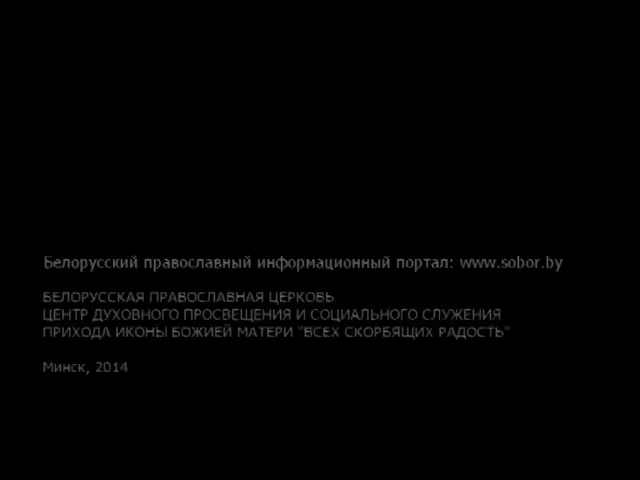 Белорусский православный информационный портал: www.sobor.by
БЕЛОРУССКАЯ ПРАВОСЛАВНАЯ ЦЕРКОВЬ
ЦЕНТР ДУХОВНОГО ПРОСВЕЩЕНИЯ И СОЦИАЛЬНОГО СЛУЖЕНИЯ
ПРИХОДА ИКОНЫ БОЖИЕЙ МАТЕРИ "ВСЕХ СКОРБЯЩИХ РАДОСТЬ"
Минск, 2014